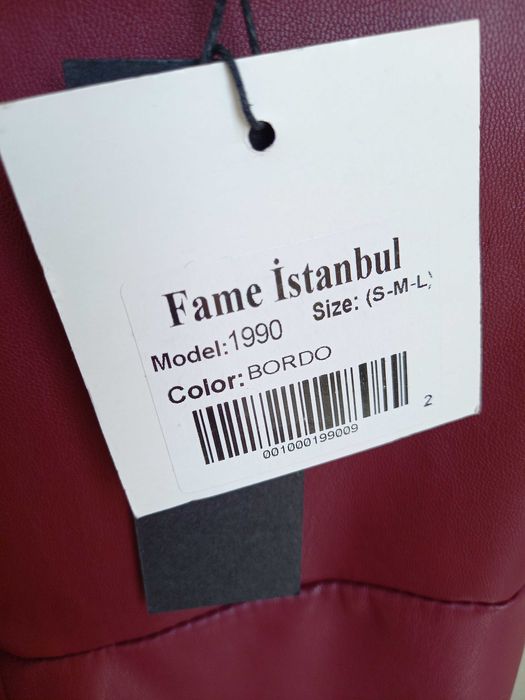 Fame İstanbul
Model:1990 Size: (S-M-L)
Color: BORDO
001000199009
2